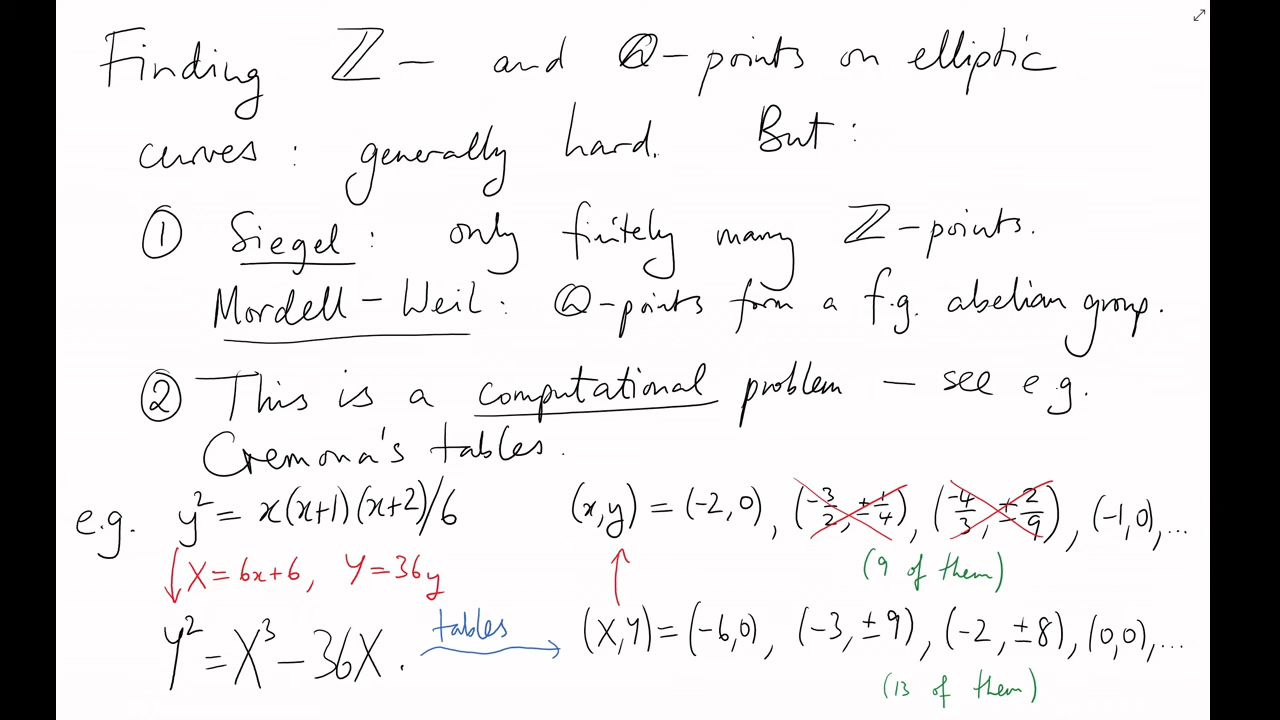 Finding ℤ- and ℚ-points on elliptic
curves: generally hard. But:
① Siegel: only finitely many ℤ-points.
Mordell-Weil: ℚ-points form a f.g. abelian group.
② This is a computational problem — see e.g.
Cremona's tables.
e.g. y² = x(x+1)(x+2)/6 (x,y) = (-2,0), (-3/2, ±1/4), (-4/3, ±2/9), (-1,0),...
X = 6x+6, Y = 36y (9 of them)
Y² = X³ - 36X. tables (X,Y) = (-6,0), (-3,±9), (-2,±8), (0,0),...
(13 of them)